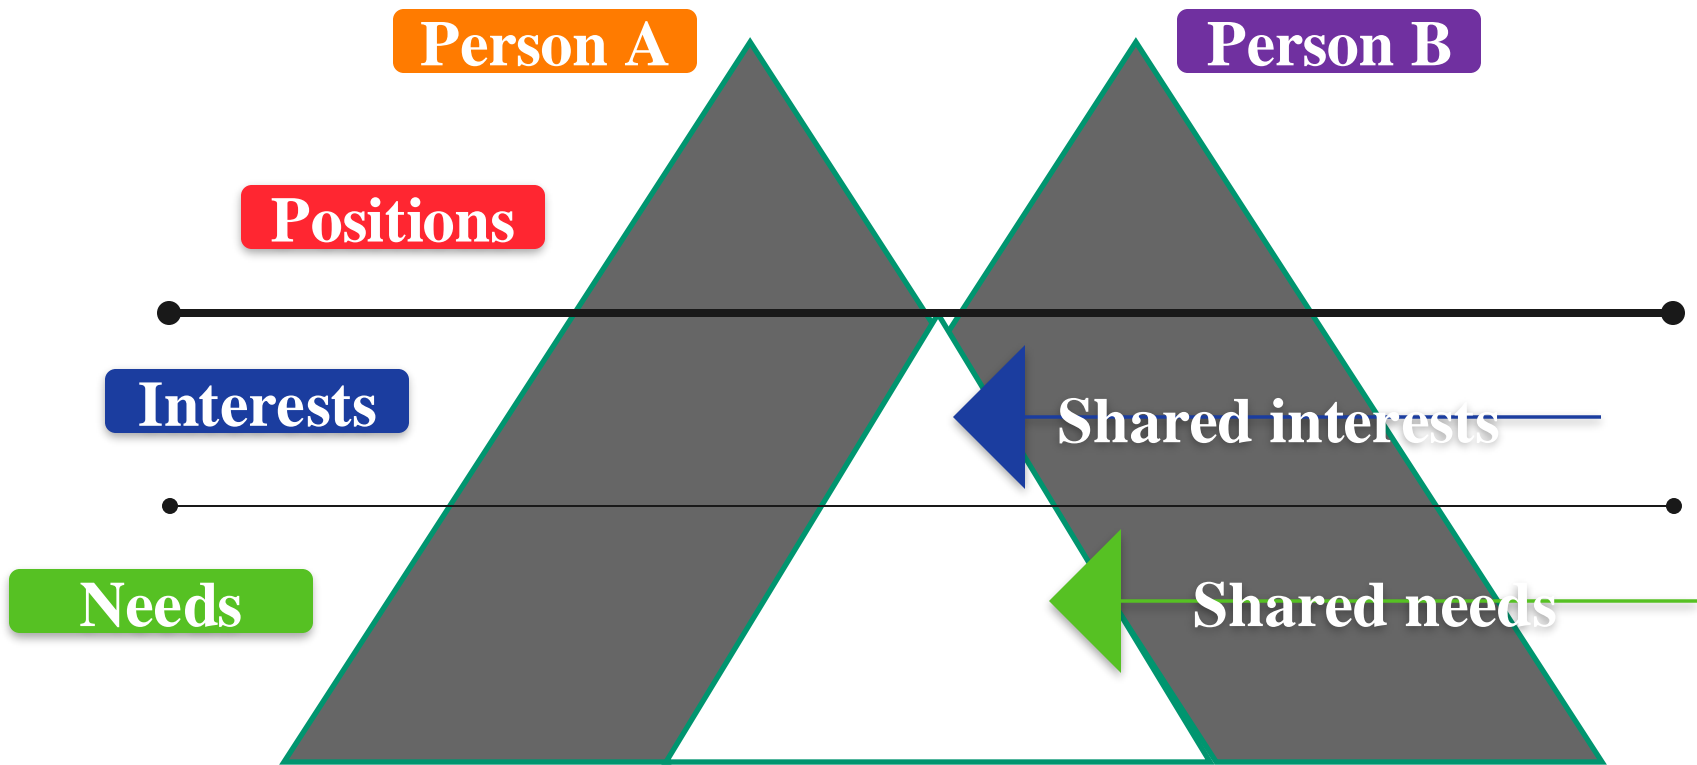 Person A
Person B
Positions
Interests
Shared interests
Needs
Shared needs